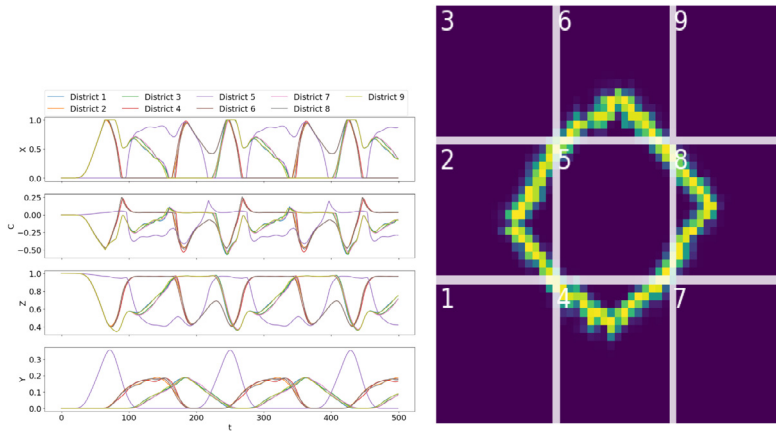 District 1 District 3 District 5 District 7 District 9
District 2 District 4 District 6 District 8
1.0
0.5
0.0
X
0.25
0.00
−0.25
−0.50
C
1.0
0.8
0.6
0.4
Z
0.3
0.2
0.1
0.0
Y
0 100 200 300 400 500
t
3 6 9
2 5 8
1 4 7